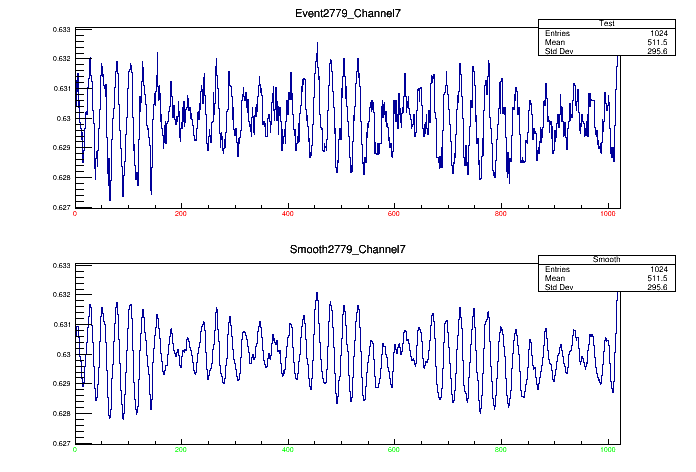 Event2779_Channel7
Test
Entries 1024
Mean 511.5
Std Dev 295.6
0.633
0.632
0.631
0.63
0.629
0.628
0.627
0 200 400 600 800 1000
Smooth2779_Channel7
Smooth
Entries 1024
Mean 511.5
Std Dev 295.6
0.633
0.632
0.631
0.63
0.629
0.628
0.627
0 200 400 600 800 1000